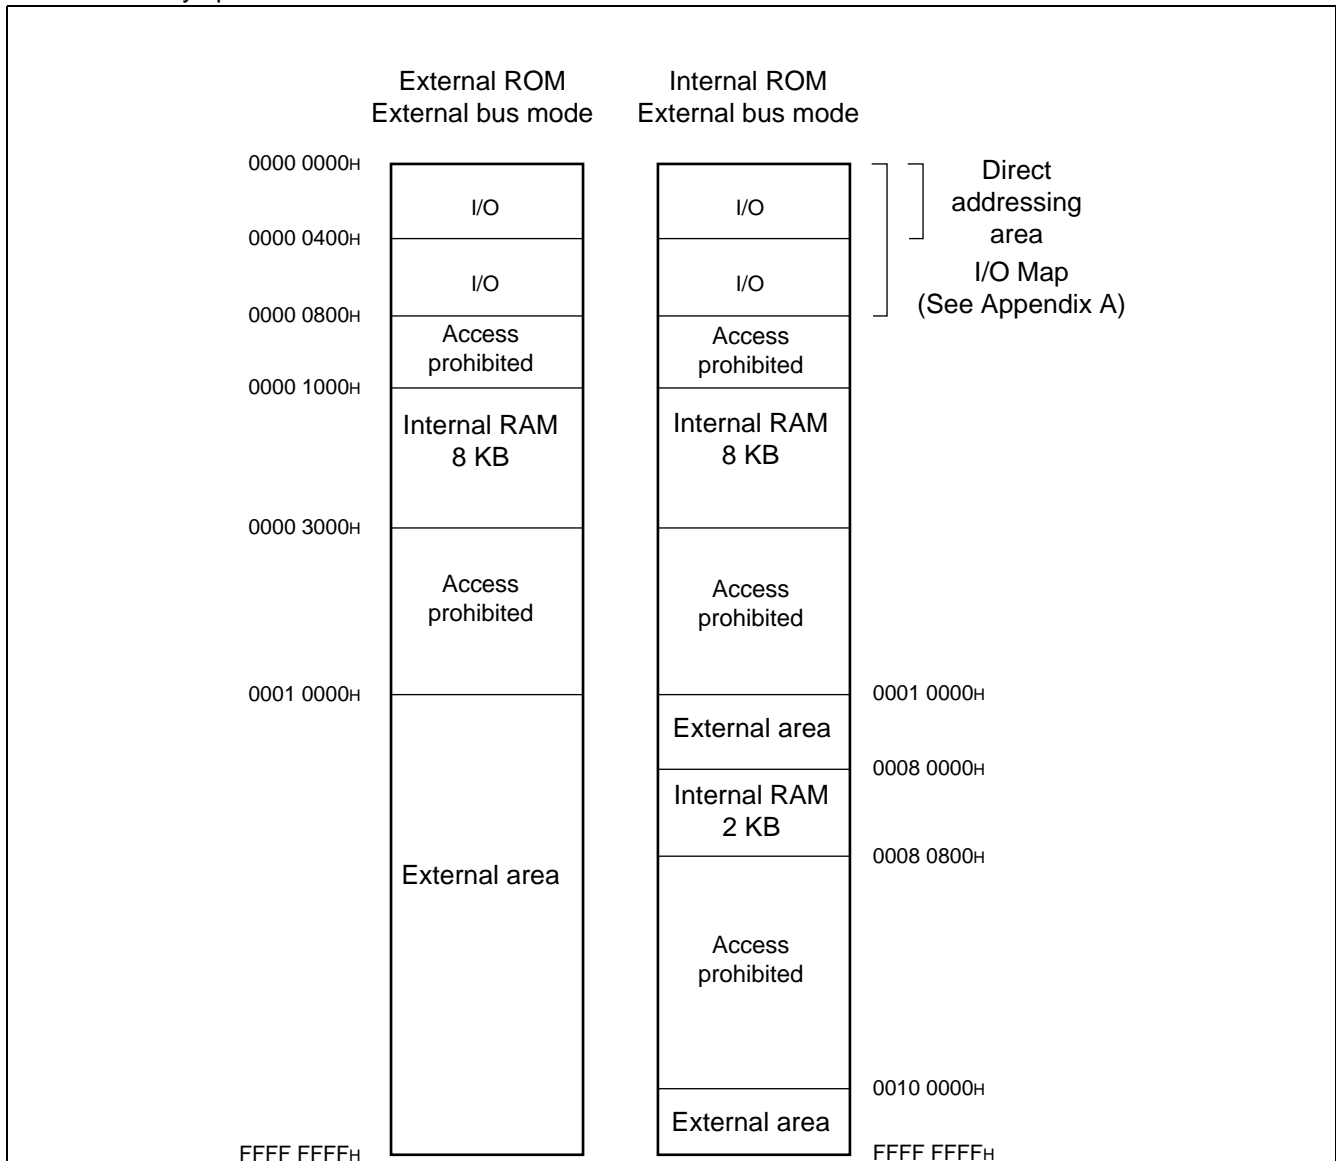 External ROM
External bus mode
Internal ROM
External bus mode
0000 0000H
I/O
I/O
Direct
addressing
area
0000 0400H
I/O
I/O
I/O Map
(See Appendix A)
0000 0800H
Access
prohibited
Access
prohibited
0000 1000H
Internal RAM
8 KB
Internal RAM
8 KB
0000 3000H
Access
prohibited
Access
prohibited
0001 0000H
0001 0000H
External area
0008 0000H
Internal RAM
2 KB
0008 0800H
External area
Access
prohibited
0010 0000H
External area
FFFF FFFFH
FFFF FFFFH